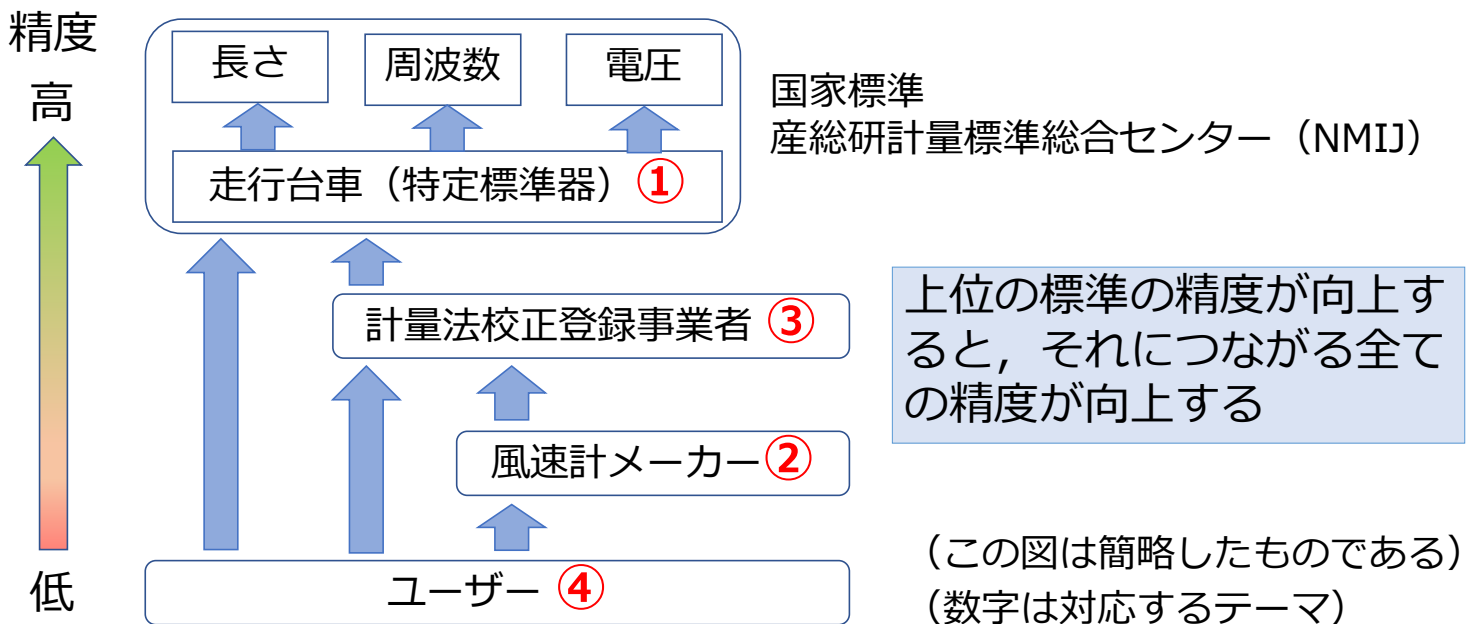 精度
高
低
長さ
周波数
電圧
走行台車（特定標準器）①
国家標準
産総研計量標準総合センター（NMIJ）
計量法校正登録事業者 ③
風速計メーカー②
ユーザー ④
上位の標準の精度が向上す
ると，それにつながる全て
の精度が向上する
（この図は簡略したものである）
（数字は対応するテーマ）